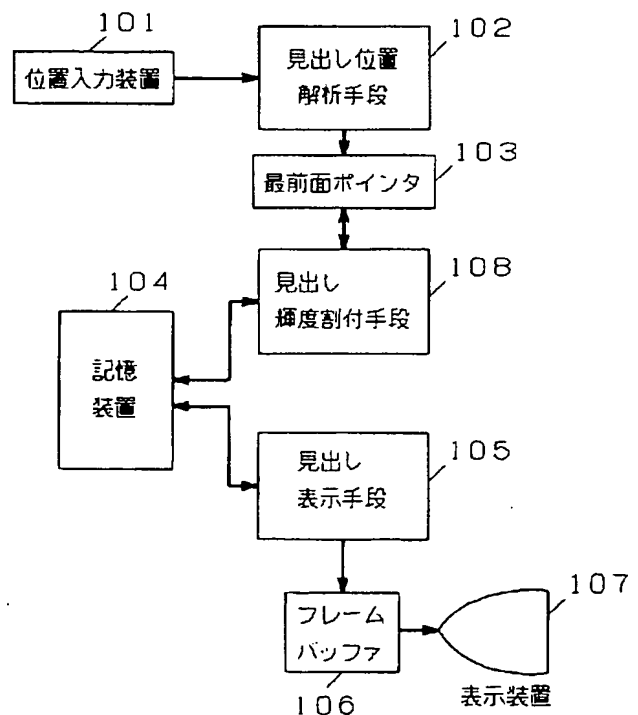 101
位置入力装置
102
見出し位置
解析手段
103
最前面ポインタ
104
記憶
装置
108
見出し
輝度割付手段
105
見出し
表示手段
フレーム
バッファ
106
107
表示装置